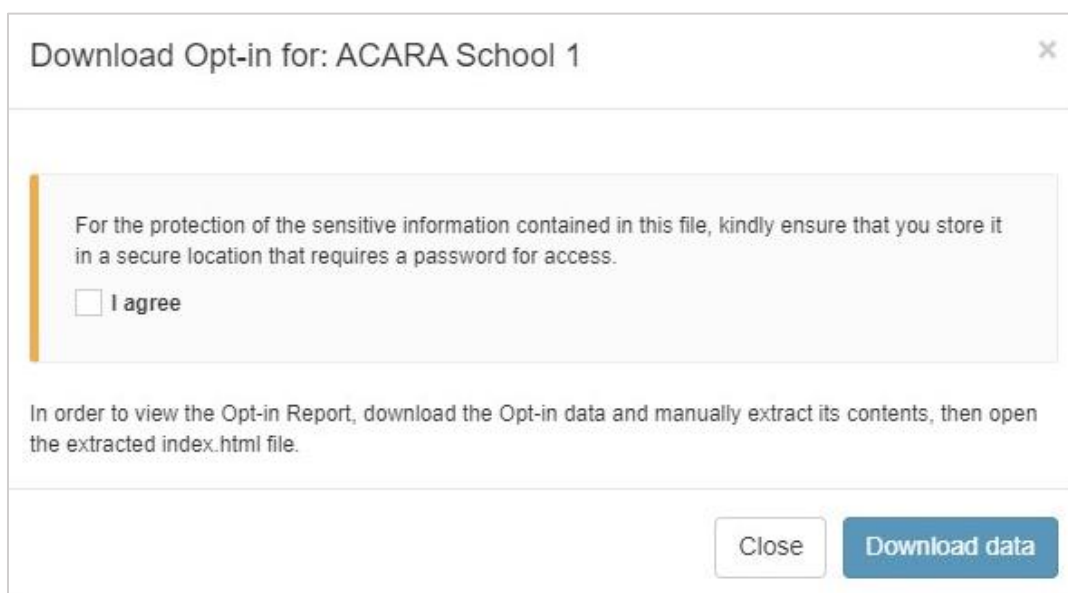 Download Opt-in for: ACARA School 1 ×
For the protection of the sensitive information contained in this file, kindly ensure that you store it
in a secure location that requires a password for access.
I agree
In order to view the Opt-in Report, download the Opt-in data and manually extract its contents, then open
the extracted index.html file.
Close Download data